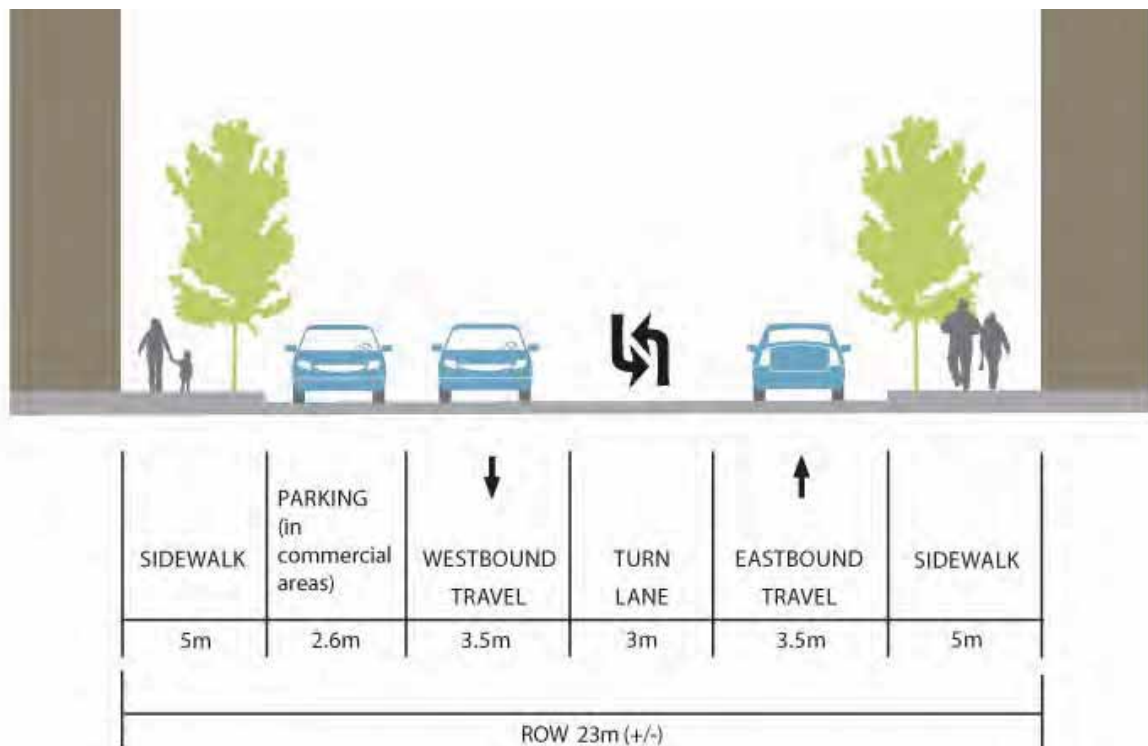 SIDEWALK
PARKING
(in
commercial
areas)
WESTBOUND
TRAVEL
TURN
LANE
EASTBOUND
TRAVEL
SIDEWALK
5m
2.6m
3.5m
3m
3.5m
5m
ROW 23m (+/-)